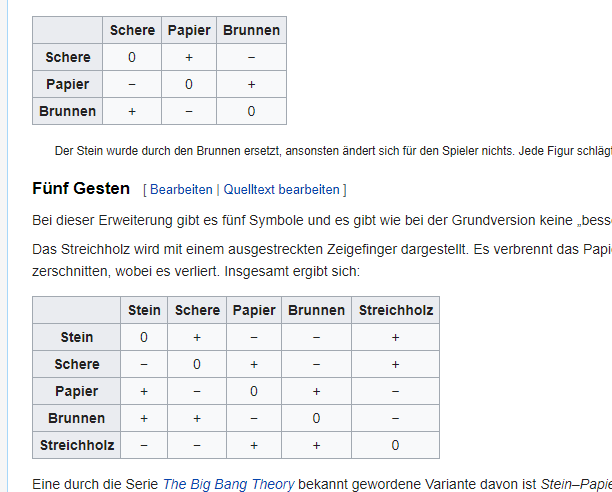 Schere Papier Brunnen
Schere 0 + –
Papier – 0 +
Brunnen + – 0
Der Stein wurde durch den Brunnen ersetzt, ansonsten ändert sich für den Spieler nichts. Jede Figur schlägt
Fünf Gesten [ Bearbeiten | Quelltext bearbeiten ]
Bei dieser Erweiterung gibt es fünf Symbole und es gibt wie bei der Grundversion keine „bess
Das Streichholz wird mit einem ausgestreckten Zeigefinger dargestellt. Es verbrennt das Papi
zerschnitten, wobei es verliert. Insgesamt ergibt sich:
Stein Schere Papier Brunnen Streichholz
Stein 0 + – – +
Schere – 0 + – +
Papier + – 0 + –
Brunnen + + – 0 –
Streichholz – – + + 0
Eine durch die Serie The Big Bang Theory bekannt gewordene Variante davon ist Stein–Papie